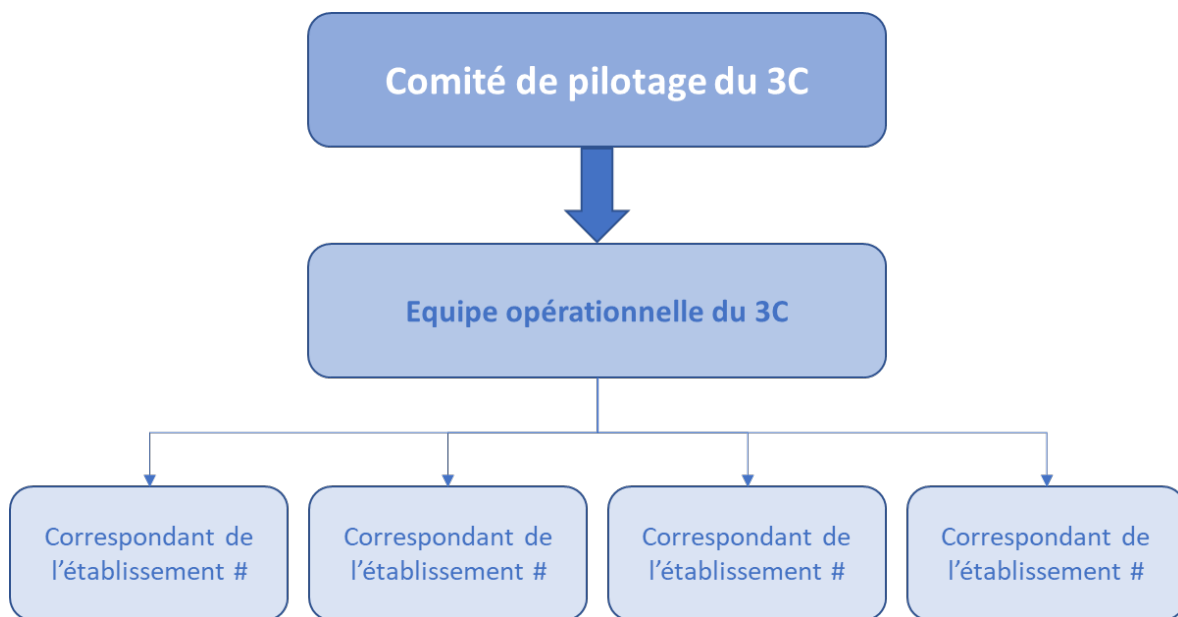 Comité de pilotage du 3C
Equipe opérationnelle du 3C
Correspondant de
l’établissement #
Correspondant de
l’établissement #
Correspondant de
l’établissement #
Correspondant de
l’établissement #